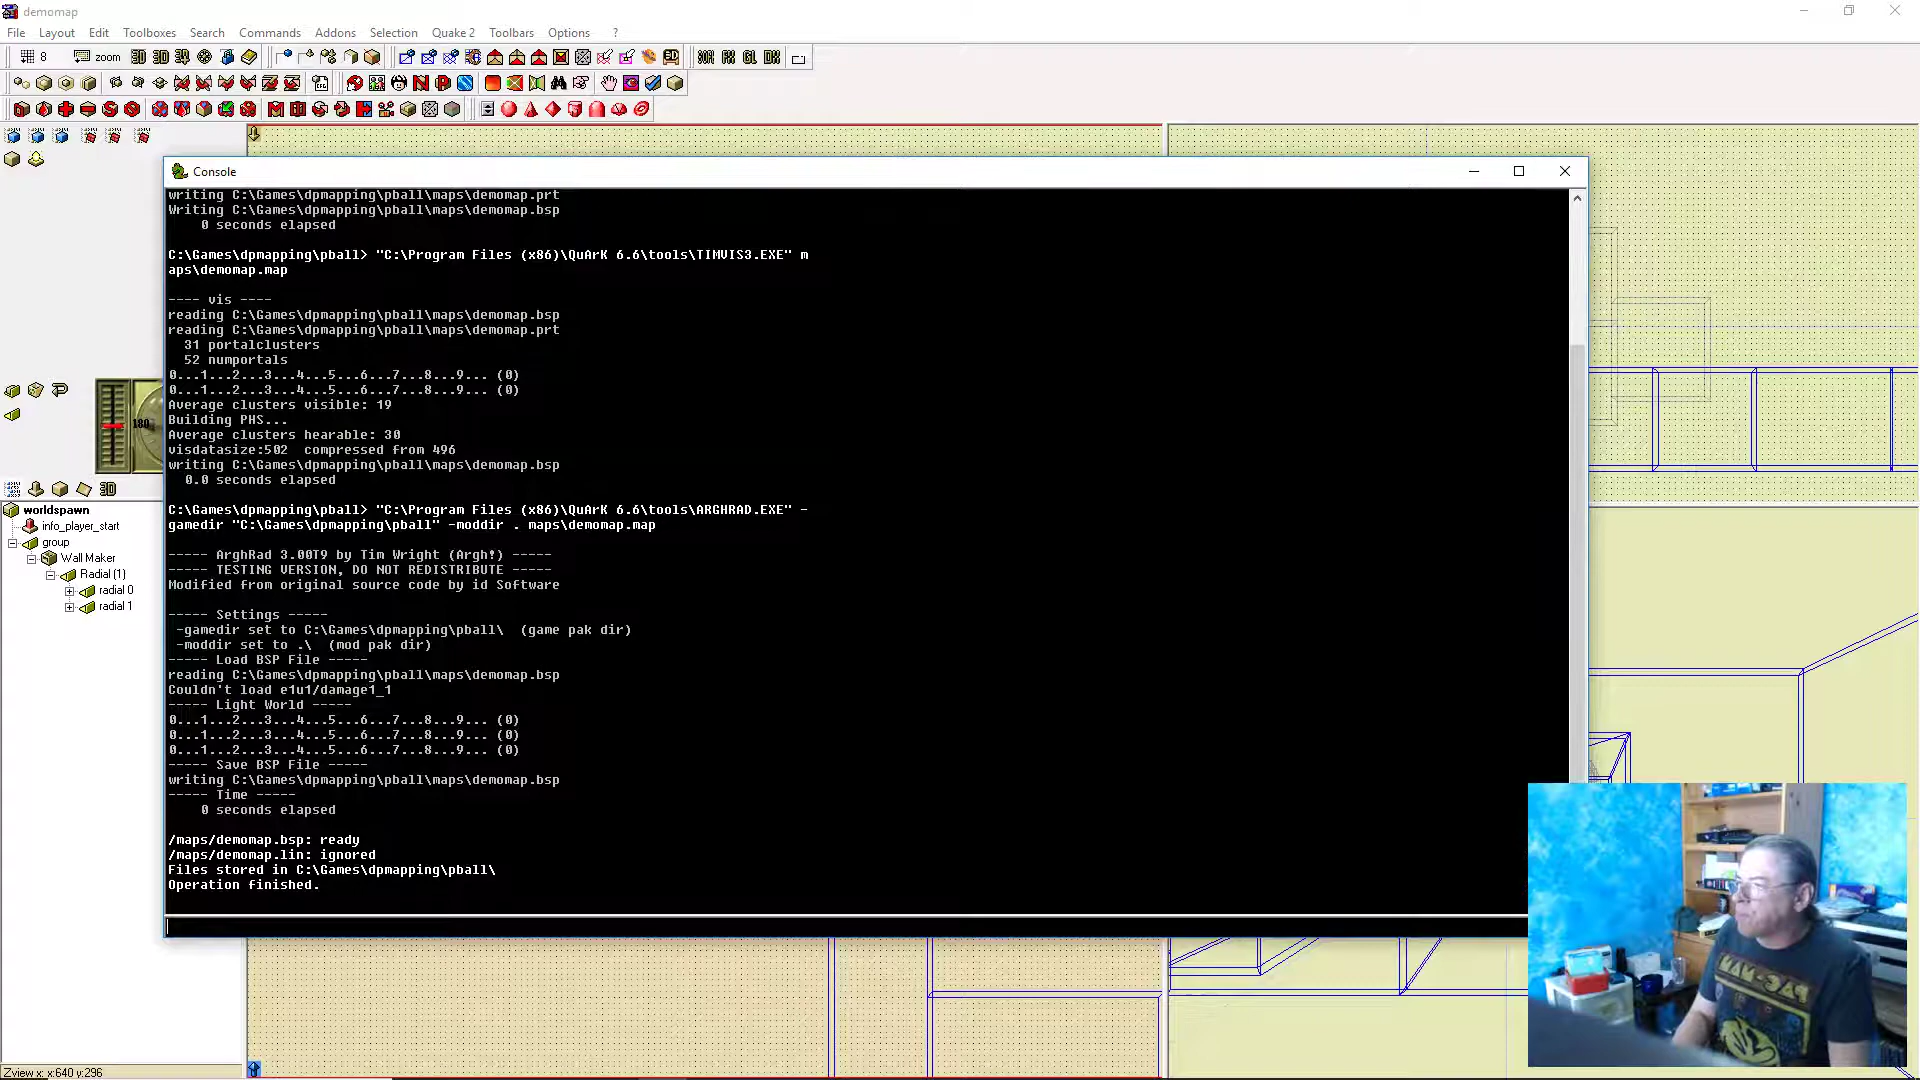 demomap
File Layout Edit Toolboxes Search Commands Addons Selection Quake 2 Toolbars Options ?
8 zoom 3D 3D GL DX
Console
writing C:\Games\dpmapping\pball\maps\demomap.prt
Writing C:\Games\dpmapping\pball\maps\demomap.bsp
0 seconds elapsed
C:\Games\dpmapping\pball> "C:\Program Files (x86)\QuArK 6.6\tools\TIMVIS3.EXE" m
aps\demomap.map
---- vis ----
reading C:\Games\dpmapping\pball\maps\demomap.bsp
reading C:\Games\dpmapping\pball\maps\demomap.prt
31 portalclusters
52 numportals
0...1...2...3...4...5...6...7...8...9... (0)
0...1...2...3...4...5...6...7...8...9... (0)
Average clusters visible: 19
Building PHS...
Average clusters hearable: 30
visdatasize:502 compressed from 496
writing C:\Games\dpmapping\pball\maps\demomap.bsp
0.0 seconds elapsed
C:\Games\dpmapping\pball> "C:\Program Files (x86)\QuArK 6.6\tools\ARGHRAD.EXE" -
gamedir "C:\Games\dpmapping\pball" -moddir . maps\demomap.map
----- ArghRad 3.00T9 by Tim Wright (Argh!) -----
----- TESTING VERSION, DO NOT REDISTRIBUTE -----
Modified from original source code by id Software
----- Settings -----
-gamedir set to C:\Games\dpmapping\pball\ (game pak dir)
-moddir set to .\ (mod pak dir)
----- Load BSP File -----
reading C:\Games\dpmapping\pball\maps\demomap.bsp
Couldn't load e1u1/damage1_1
----- Light World -----
0...1...2...3...4...5...6...7...8...9... (0)
0...1...2...3...4...5...6...7...8...9... (0)
0...1...2...3...4...5...6...7...8...9... (0)
----- Save BSP File -----
writing C:\Games\dpmapping\pball\maps\demomap.bsp
----- Time -----
0 seconds elapsed
/maps/demomap.bsp: ready
/maps/demomap.lin: ignored
Files stored in C:\Games\dpmapping\pball\
Operation finished.
180
3D
worldspawn
info_player_start
group
Wall Maker
Radial (1)
radial 0
radial 1
PAC-MAN
Zview x: x:640 y:296